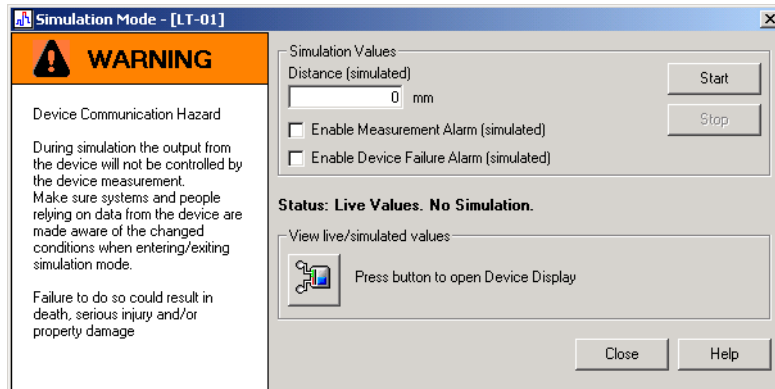 Simulation Mode - [LT-01]
WARNING
Device Communication Hazard
During simulation the output from
the device will not be controlled by
the device measurement.
Make sure systems and people
relying on data from the device are
made aware of the changed
conditions when entering/exiting
simulation mode.
Failure to do so could result in
death, serious injury and/or
property damage
Simulation Values
Distance (simulated)
0 mm
Enable Measurement Alarm (simulated)
Enable Device Failure Alarm (simulated)
Start
Stop
Status: Live Values. No Simulation.
View live/simulated values
Press button to open Device Display
Close
Help